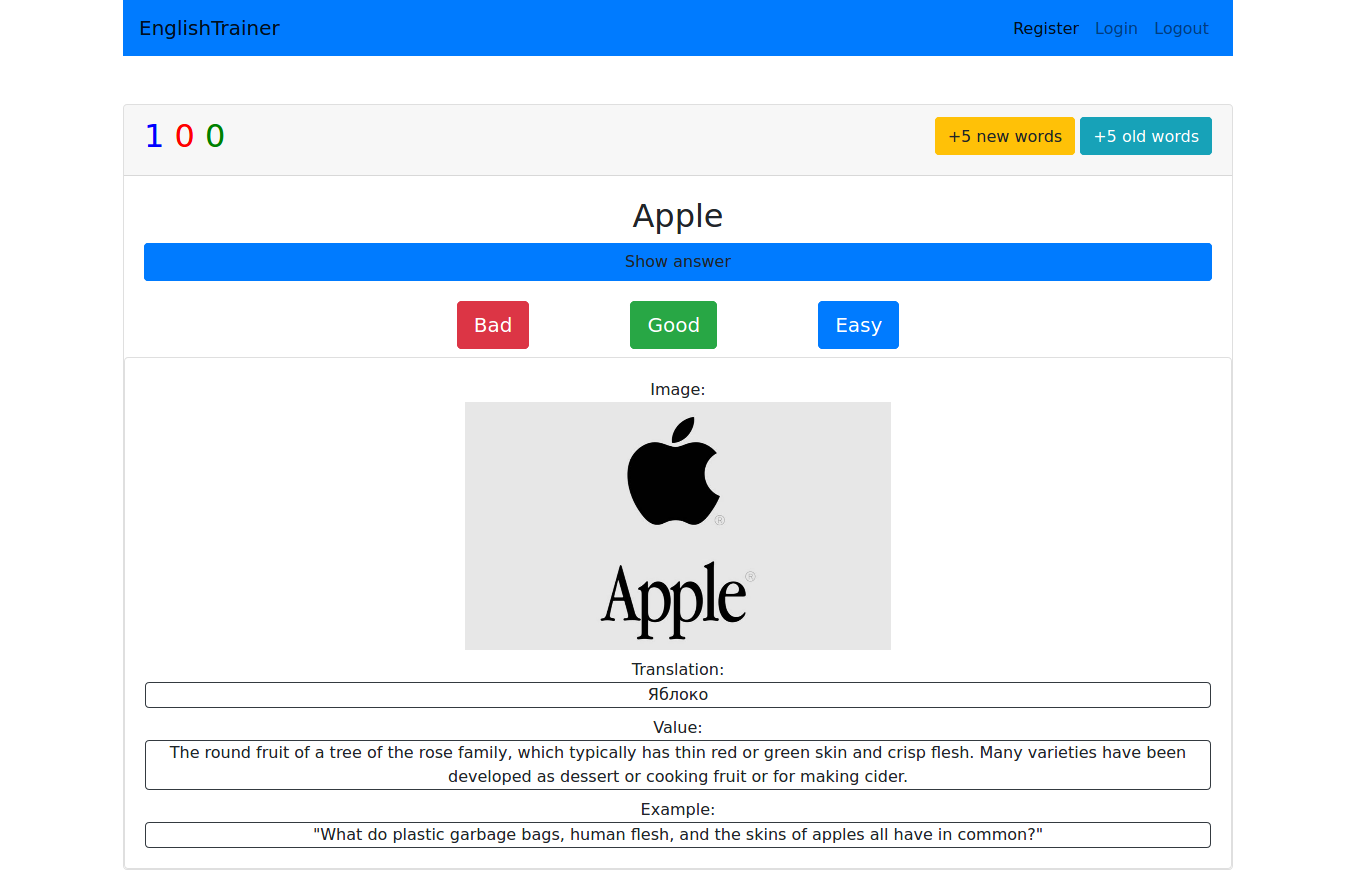 EnglishTrainer
Register Login Logout
1 0 0
+5 new words +5 old words
Apple
Show answer
Bad Good Easy
Image:
®
Apple®
Translation:
Яблоко
Value:
The round fruit of a tree of the rose family, which typically has thin red or green skin and crisp flesh. Many varieties have been
developed as dessert or cooking fruit or for making cider.
Example:
"What do plastic garbage bags, human flesh, and the skins of apples all have in common?"